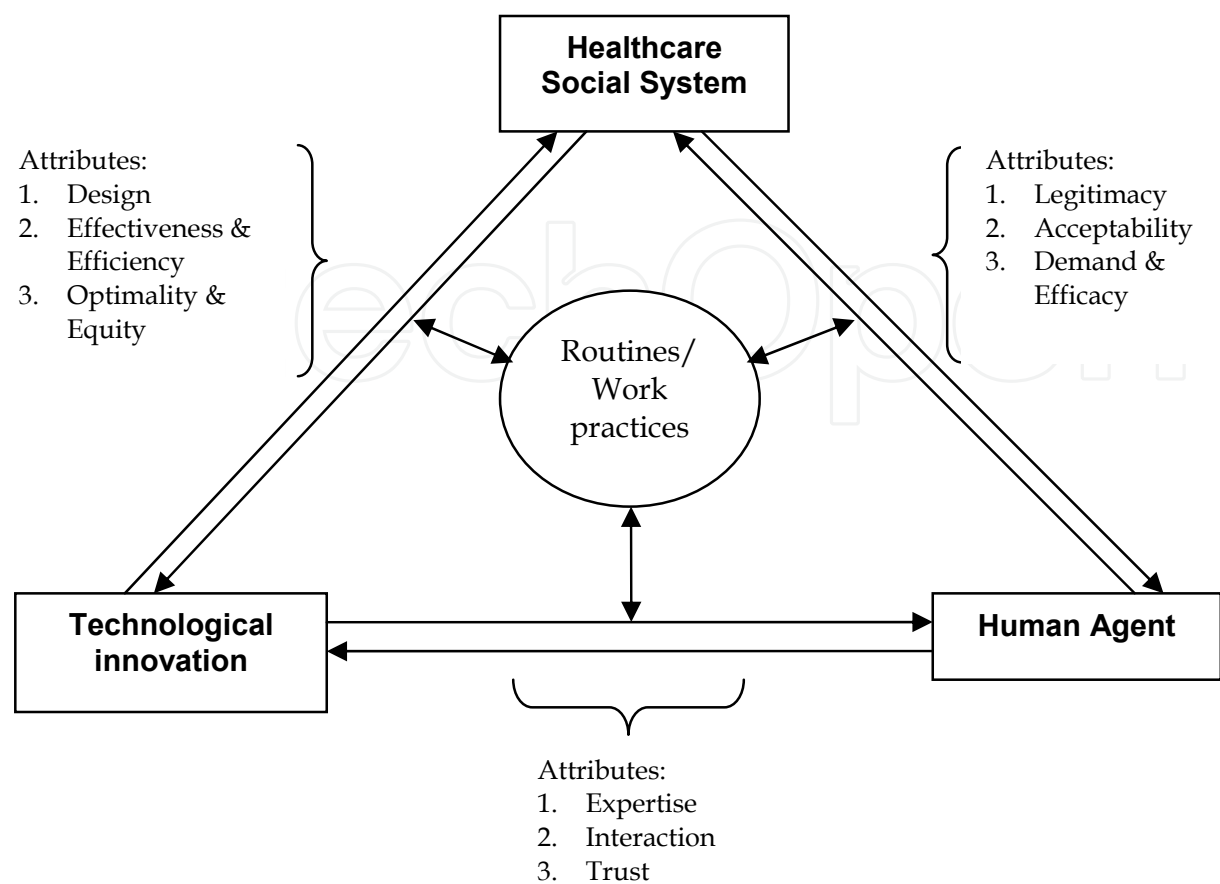 Healthcare
Social System
Attributes:
1. Design
2. Effectiveness &
Efficiency
3. Optimality &
Equity
Attributes:
1. Legitimacy
2. Acceptability
3. Demand &
Efficacy
Routines/
Work
practices
Technological
innovation
Human Agent
Attributes:
1. Expertise
2. Interaction
3. Trust